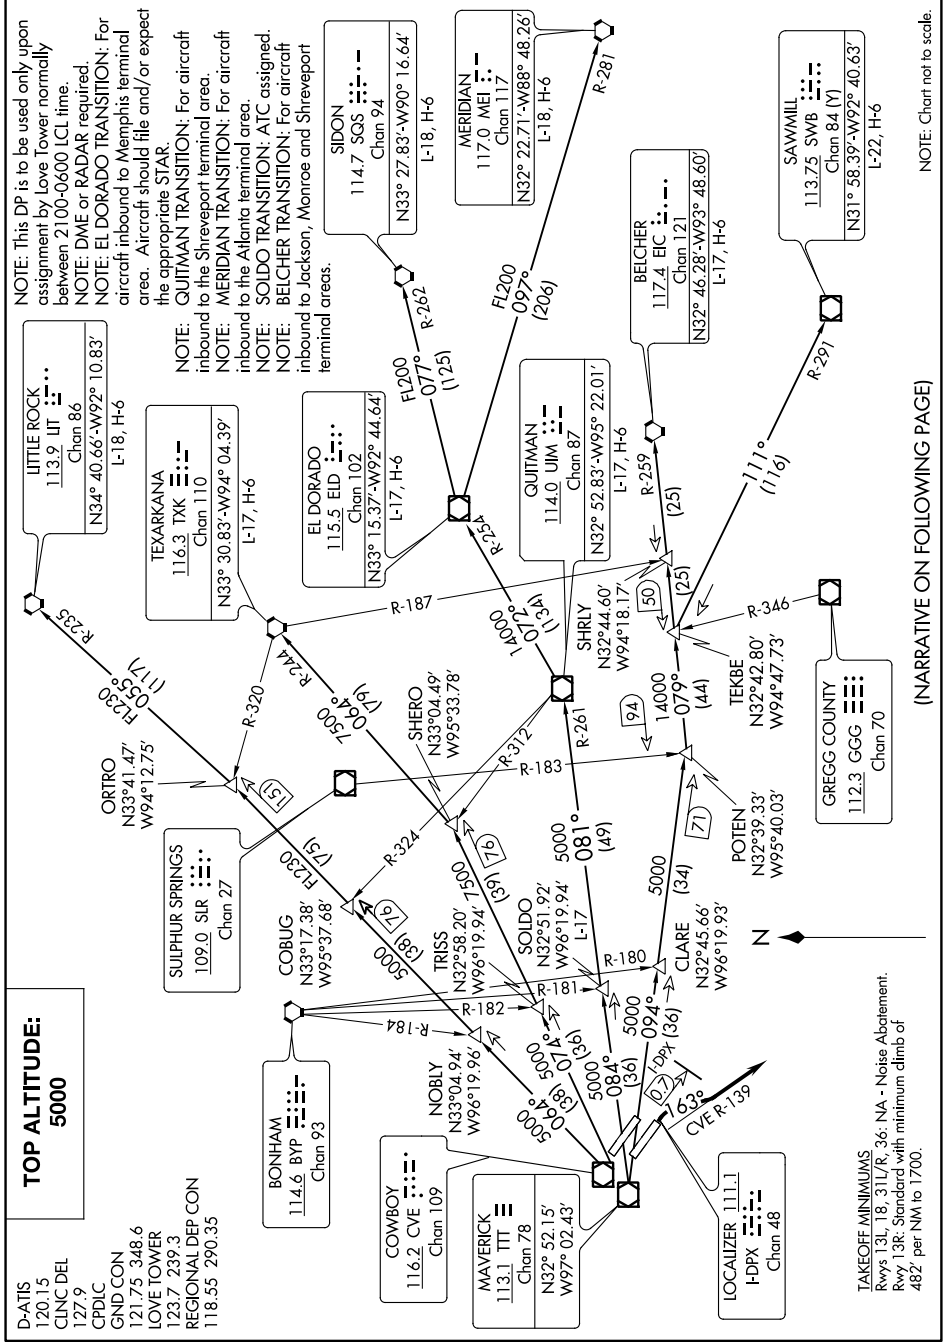 TOP ALTITUDE:
5000
D-ATIS
120.15
CLNC DEL
127.9
CPDLC
GND CON
121.75 348.6
LOVE TOWER
123.7 239.3
REGIONAL DEP CON
118.55 290.35
NOTE: This DP is to be used only upon
assignment by Love Tower normally
between 2100-0600 LCL time.
NOTE: DME or RADAR required.
NOTE: EL DORADO TRANSITION: For
aircraft inbound to Memphis terminal
area. Aircraft should file and/or expect
the appropriate STAR.
NOTE: QUITMAN TRANSITION: For aircraft
inbound to the Shreveport terminal area.
NOTE: MERIDIAN TRANSITION: For aircraft
inbound to the Atlanta terminal area.
NOTE: SOLDO TRANSITION: ATC assigned.
NOTE: BELCHER TRANSITION: For aircraft
inbound to Jackson, Monroe and Shreveport
terminal areas.
LITTLE ROCK
113.9 LIT
Chan 86
N34° 40.66'-W92° 10.83'
L-18, H-6
TEXARKANA
116.3 TXK
Chan 110
N33° 30.83'-W94° 04.39'
L-17, H-6
EL DORADO
115.5 ELD
Chan 102
N33° 15.37'-W92° 44.64'
L-17, H-6
SIDON
114.7 SQS
Chan 94
N33° 27.83'-W90° 16.64'
L-18, H-6
MERIDIAN
117.0 MEI
Chan 117
N32° 22.71'-W88° 48.26'
L-18, H-6
QUITMAN
114.0 UIM
Chan 87
N32° 52.83'-W95° 22.01'
L-17, H-6
BELCHER
117.4 EIC
Chan 121
N32° 46.28'-W93° 48.60'
L-17, H-6
SAWMILL
113.75 SWB
Chan 84 (Y)
N31° 58.39'-W92° 40.63'
L-22, H-6
GREGG COUNTY
112.3 GGG
Chan 70
SULPHUR SPRINGS
109.0 SLR
Chan 27
BONHAM
114.6 BYP
Chan 93
COWBOY
116.2 CVE
Chan 109
MAVERICK
113.1 TTT
Chan 78
N32° 52.15'
W97° 02.43'
LOCALIZER 111.1
I-DPX
Chan 48
ORTRO
N33°41.47'
W94°12.75'
COBUG
N33°17.38'
W95°37.68'
NOBLY
N33°04.94'
W96°19.96'
TRISS
N32°58.20'
W96°19.94'
SHERO
N33°04.49'
W95°33.78'
SOLDO
N32°51.92'
W96°19.94'
L-17
CLARE
N32°45.66'
W96°19.93'
POTEN
N32°39.33'
W95°40.03'
TEKBE
N32°42.80'
W94°47.73'
SHRLY
N32°44.60'
W94°18.17'
R-235
FL230
055°
(117)
R-320
151
FL230
(75)
76
5000
(38)
R-324
R-244
7500
064°
(79)
R-312
7500
(39)
76
R-187
R-254
14000
072°
(134)
FL200
077°
(125)
R-262
FL200
097°
(206)
R-281
R-261
5000
081°
(49)
R-183
94
14000
079°
(44)
50
(25)
(25)
R-259
111°
(116)
R-291
R-346
5000
(34)
71
R-184
R-182
R-181
R-180
5000
064°
(38)
5000
074°
(36)
5000
084°
(36)
5000
094°
(36)
I-DPX
0.7
163°
CVE R-139
N
TAKEOFF MINIMUMS
Rwys 13L, 18, 31L/R, 36: NA - Noise Abatement.
Rwy 13R: Standard with minimum climb of
482' per NM to 1700.
(NARRATIVE ON FOLLOWING PAGE)
NOTE: Chart not to scale.